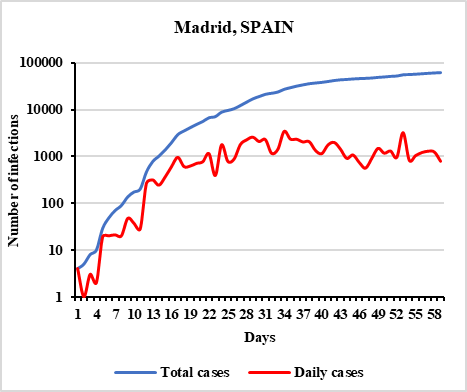 Madrid, SPAIN
Number of infections
100000
10000
1000
100
10
1
1 4 7 10 13 16 19 22 25 28 31 34 37 40 43 46 49 52 55 58
Days
Total cases Daily cases